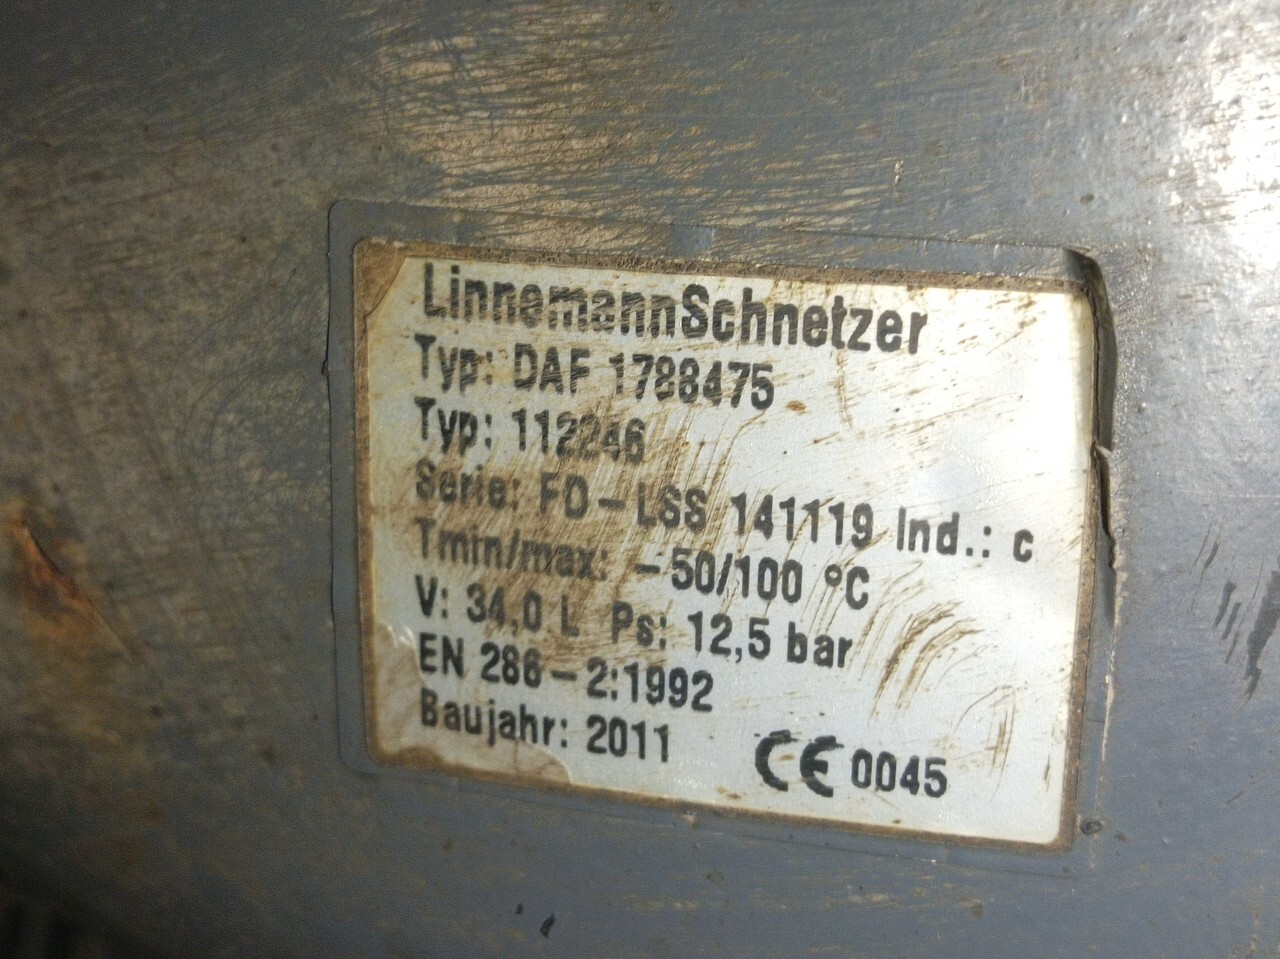 LinnemannSchnetzer
Typ: DAF 1788475
Typ: 112246
Serie: FD-LSS 141119 Ind.: c
Tmin/max: -50/100 °C
V: 34,0 L Ps: 12,5 bar
EN 286-2:1992
Baujahr: 2011 CE 0045